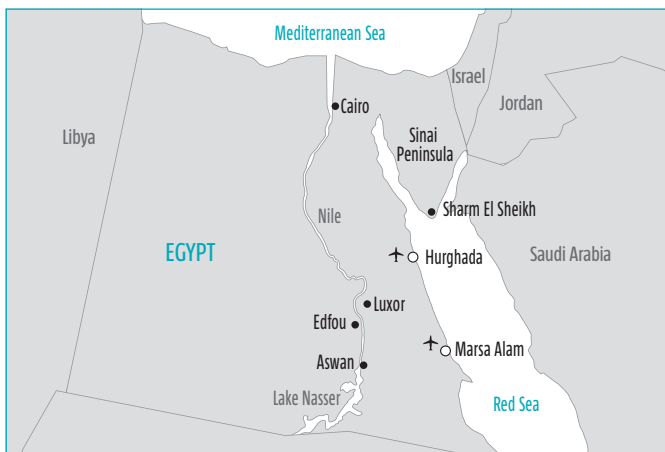 Mediterranean Sea
Israel
Jordan
Cairo
Libya
Sinai
Peninsula
Nile
Sharm El Sheikh
EGYPT
Hurghada
Saudi Arabia
Luxor
Edfou
Marsa Alam
Aswan
Lake Nasser
Red Sea